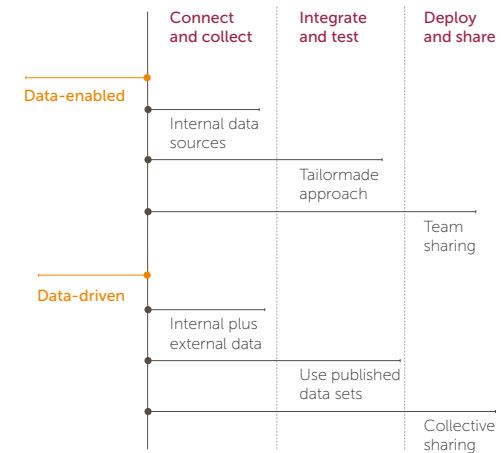 Connect
and collect
Integrate
and test
Deploy
and share
Data-enabled
Internal data
sources
Tailormade
approach
Team
sharing
Data-driven
Internal plus
external data
Use published
data sets
Collective
sharing